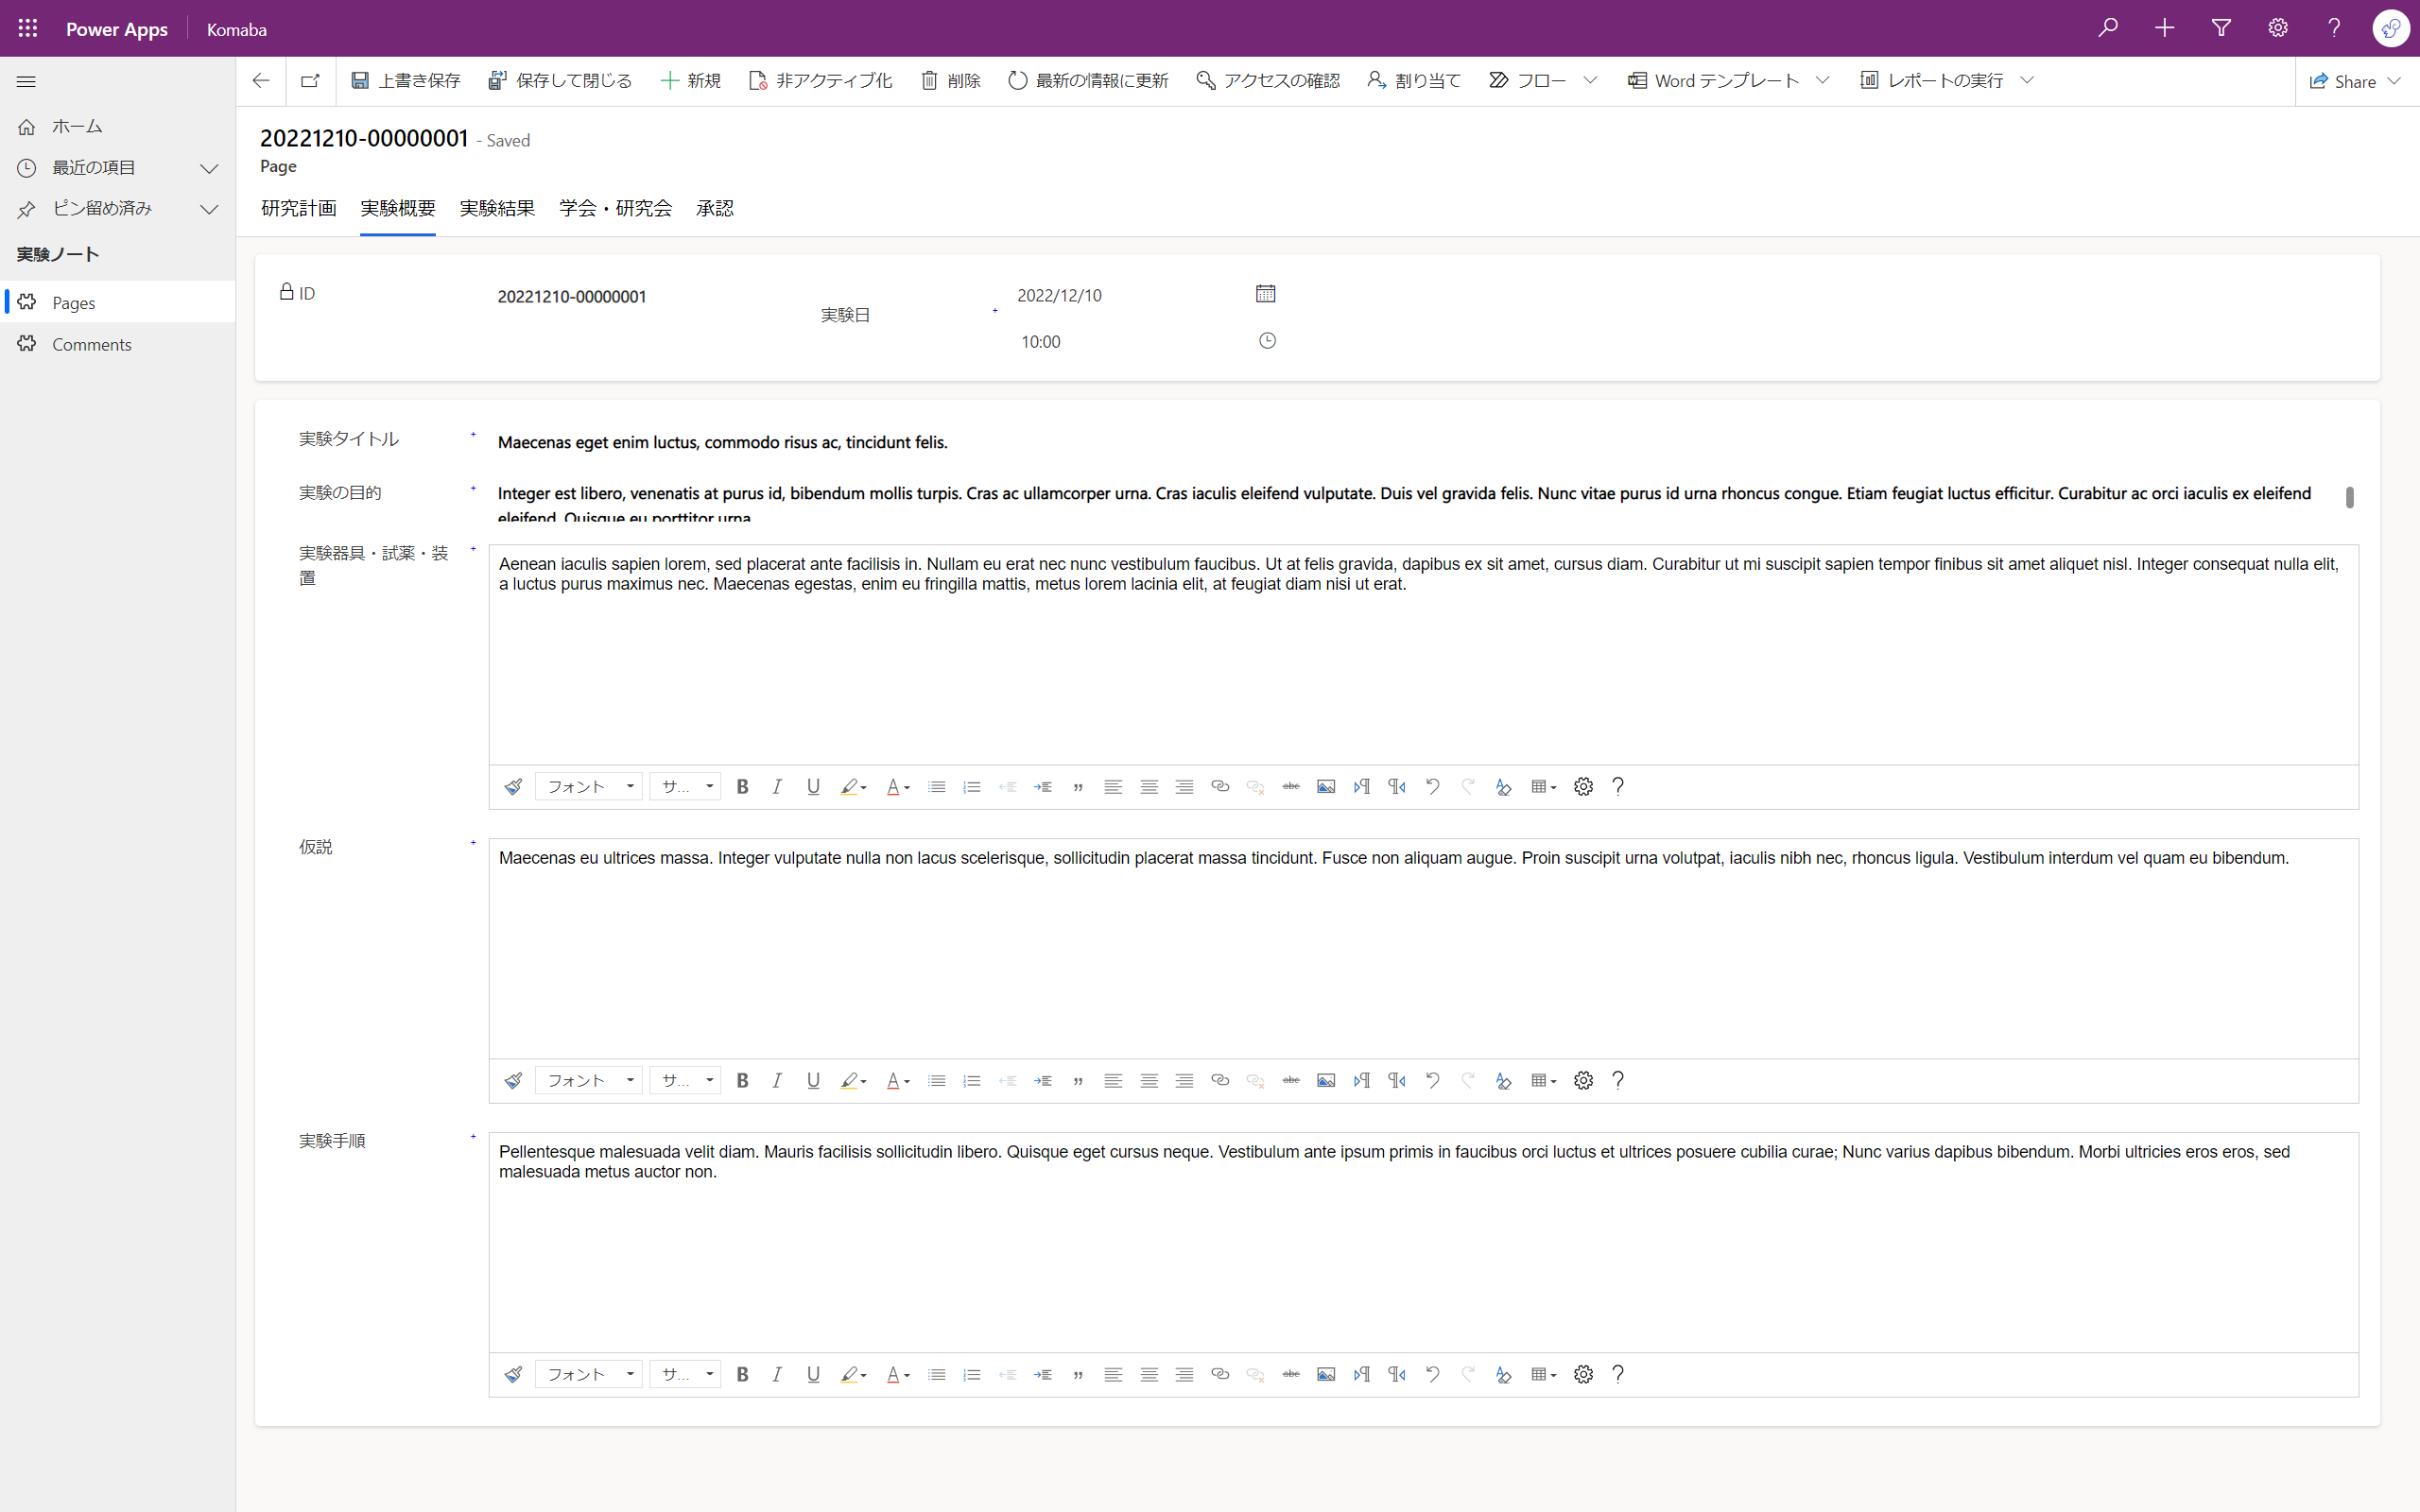 Power Apps Komaba
上書き保存 保存して閉じる 新規 非アクティブ化 削除 最新の情報に更新 アクセスの確認 割り当て フロー Word テンプレート レポートの実行 Share
ホーム
最近の項目
ピン留め済み
実験ノート
Pages
Comments
20221210-00000001 - Saved
Page
研究計画 実験概要 実験結果 学会・研究会 承認
ID 20221210-00000001 実験日 2022/12/10
10:00
実験タイトル Maecenas eget enim luctus, commodo risus ac, tincidunt felis.
実験の目的 Integer est libero, venenatis at purus id, bibendum mollis turpis. Cras ac ullamcorper urna. Cras iaculis eleifend vulputate. Duis vel gravida felis. Nunc vitae purus id urna rhoncus congue. Etiam feugiat luctus efficitur. Curabitur ac orci iaculis ex eleifend
eleifend. Quisque eu porttitor urna.
実験器具・試薬・装
置
Aenean iaculis sapien lorem, sed placerat ante facilisis in. Nullam eu erat nec nunc vestibulum faucibus. Ut at felis gravida, dapibus ex sit amet, cursus diam. Curabitur ut mi suscipit sapien tempor finibus sit amet aliquet nisl. Integer consequat nulla elit,
a luctus purus maximus nec. Maecenas egestas, enim eu fringilla mattis, metus lorem lacinia elit, at feugiat diam nisi ut erat.
フォント サ... B I U A abc ?
仮説 Maecenas eu ultrices massa. Integer vulputate nulla non lacus scelerisque, sollicitudin placerat massa tincidunt. Fusce non aliquam augue. Proin suscipit urna volutpat, iaculis nibh nec, rhoncus ligula. Vestibulum interdum vel quam eu bibendum.
フォント サ... B I U A abc ?
実験手順 Pellentesque malesuada velit diam. Mauris facilisis sollicitudin libero. Quisque eget cursus neque. Vestibulum ante ipsum primis in faucibus orci luctus et ultrices posuere cubilia curae; Nunc varius dapibus bibendum. Morbi ultricies eros eros, sed
malesuada metus auctor non.
フォント サ... B I U A abc ?